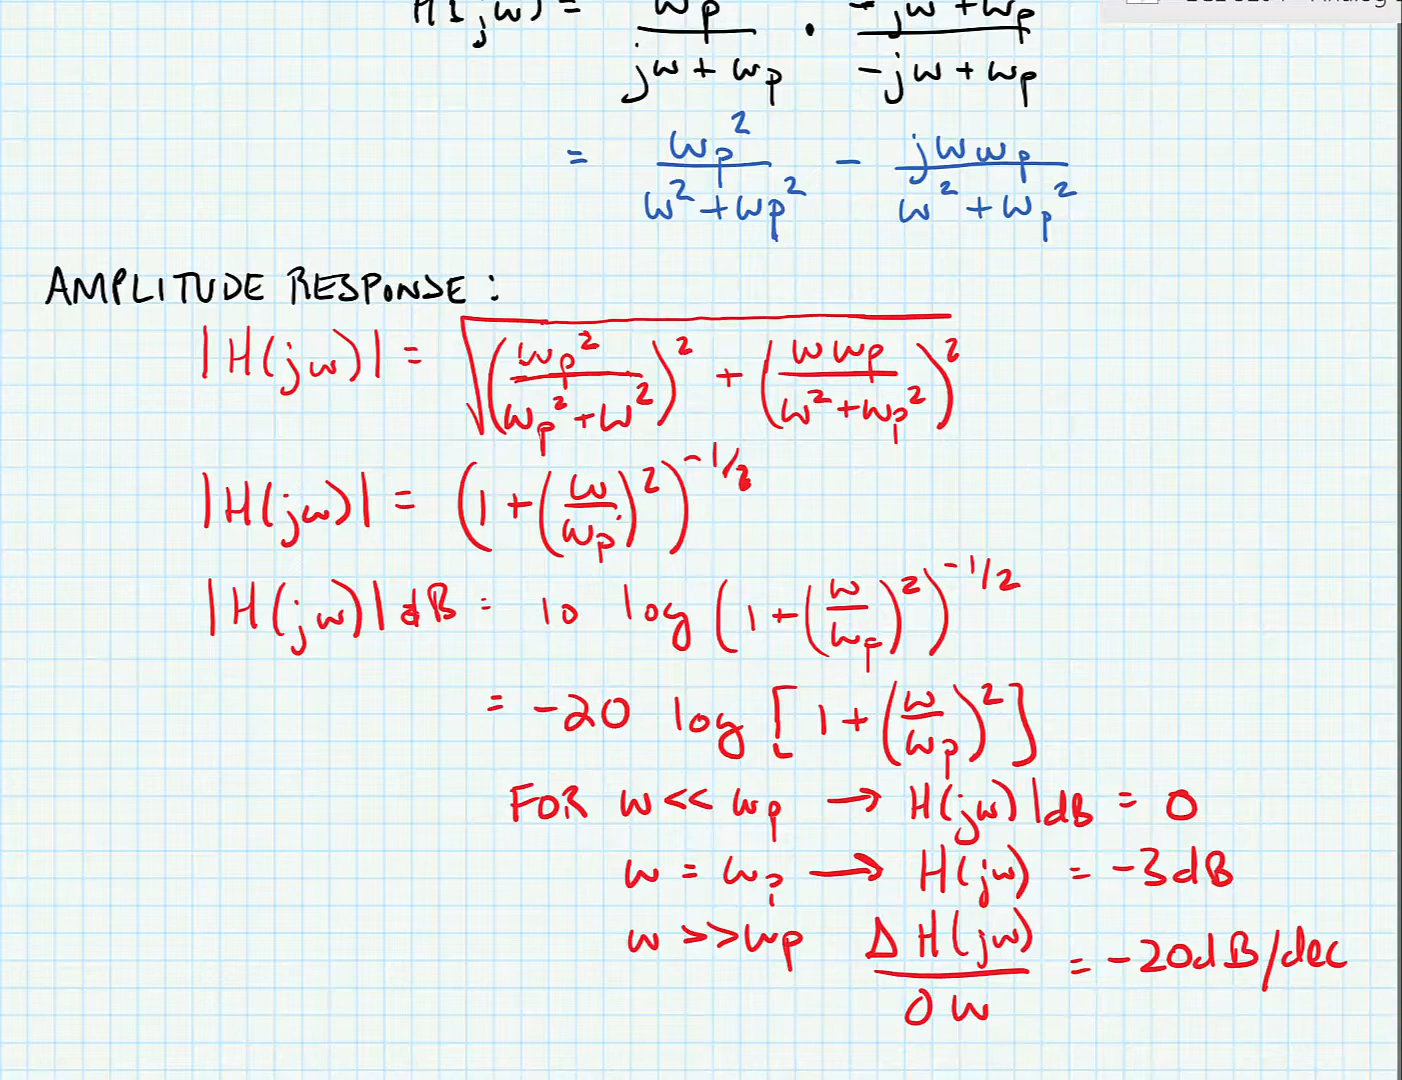 H(jω) = ωp / (jω + ωp) · (-jω + ωp) / (-jω + ωp)
= ωp² / (ω² + ωp²) - jωωp / (ω² + ωp²)
AMPLITUDE RESPONSE:
|H(jω)| = √((ωp² / (ωp² + ω²))² + (ωωp / (ω² + ωp²))²)
|H(jω)| = (1 + (ω/ωp)²)^-1/2
|H(jω)|dB = 10 log (1 + (ω/ωp)²)^-1/2
= -20 log [1 + (ω/ωp)²]
FOR ω << ωp → H(jω)|dB = 0
ω = ωp → H(jω) = -3dB
ω >> ωp Δ H(jω) / 0 ω = -20dB/dec